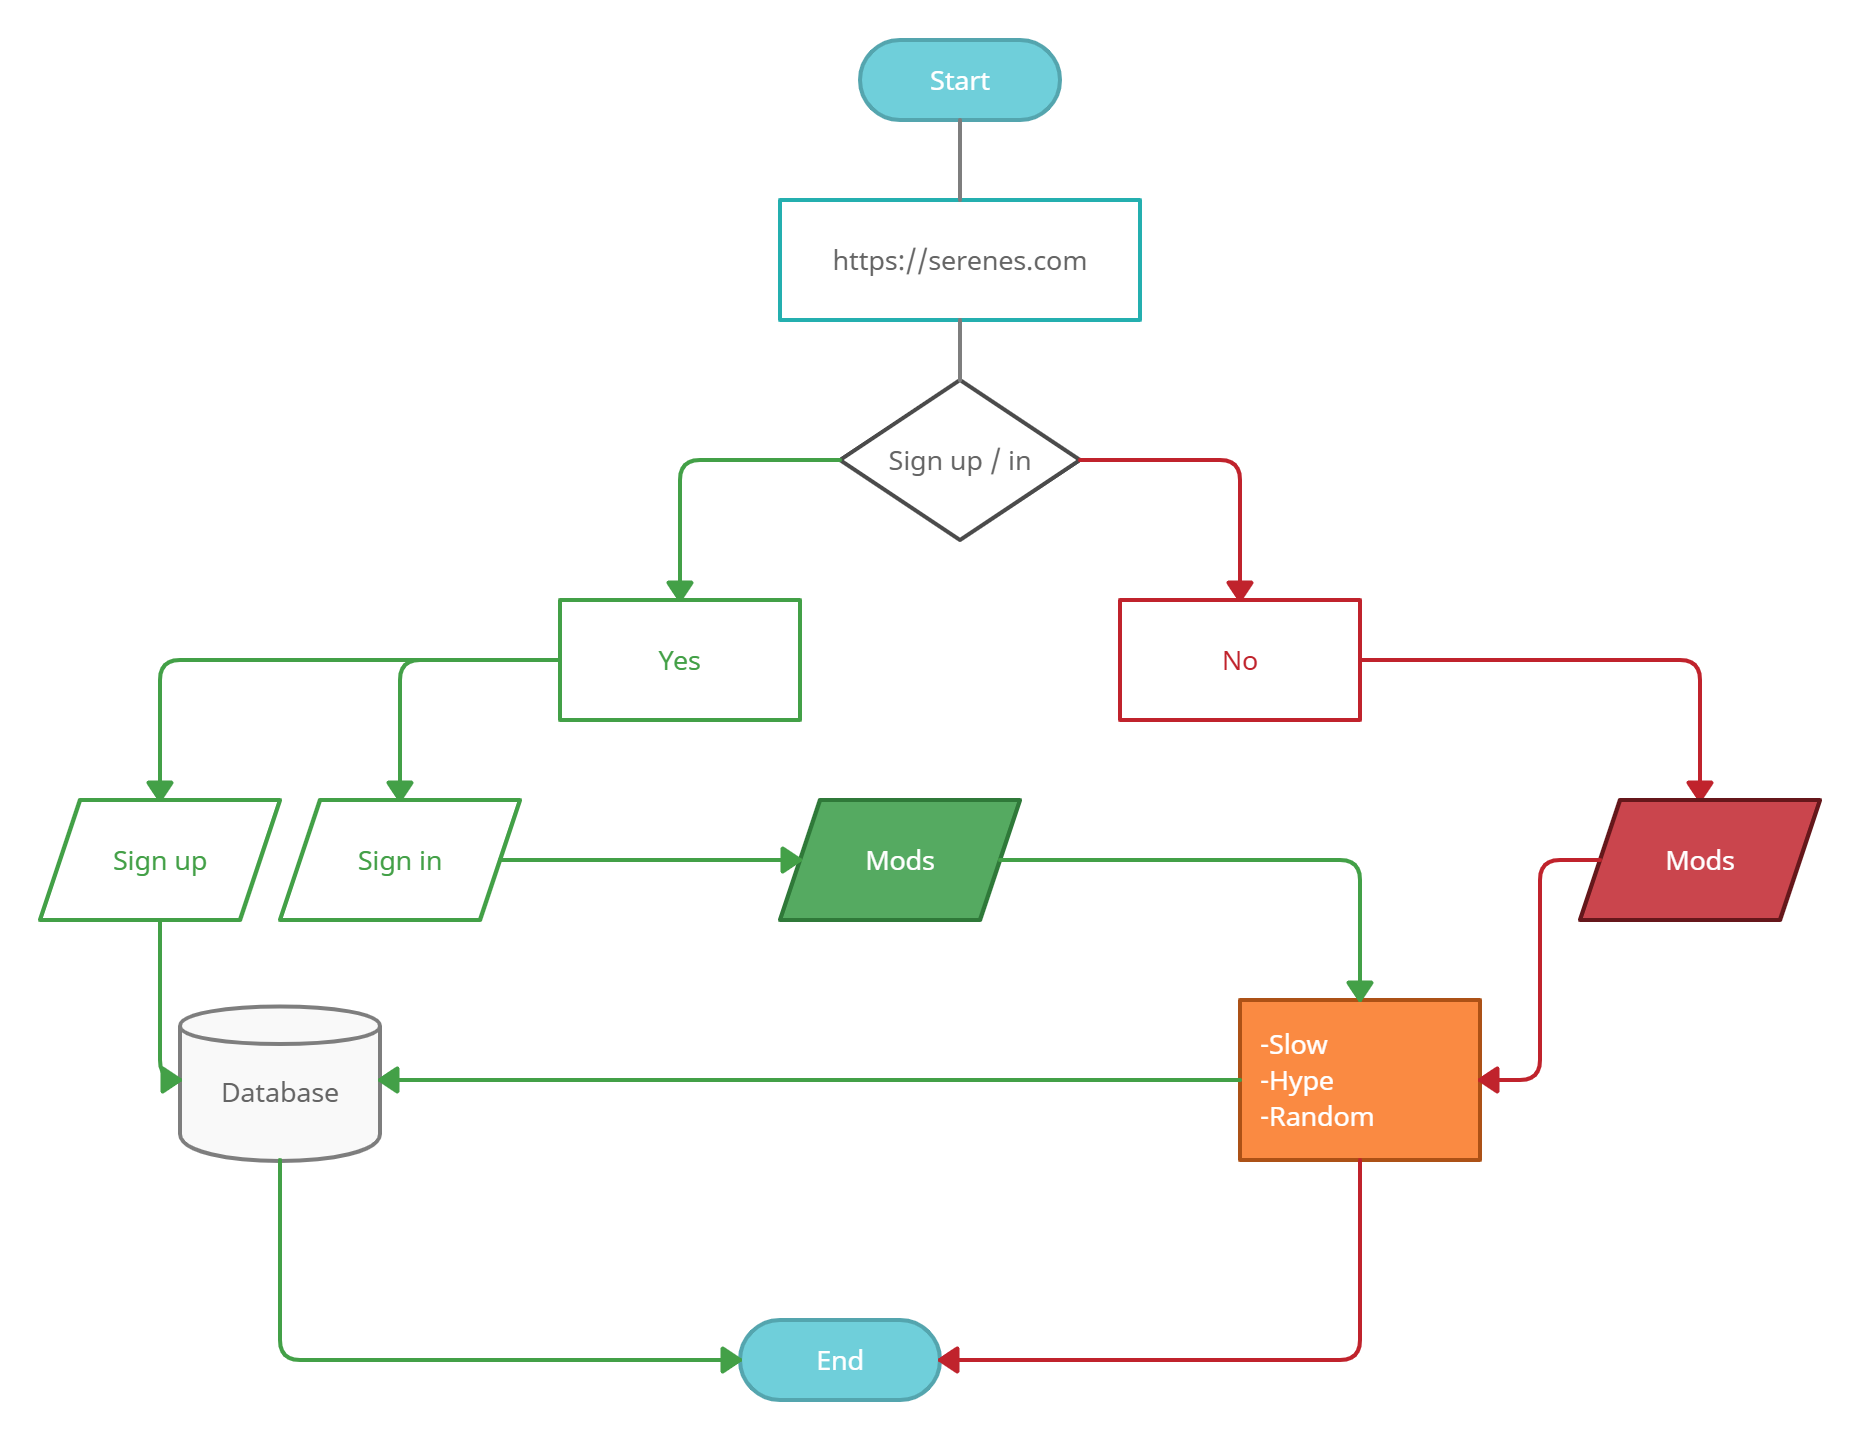 Start
https://serenes.com
Sign up / in
Yes
No
Sign up
Sign in
Mods
Mods
-Slow
-Hype
-Random
Database
End